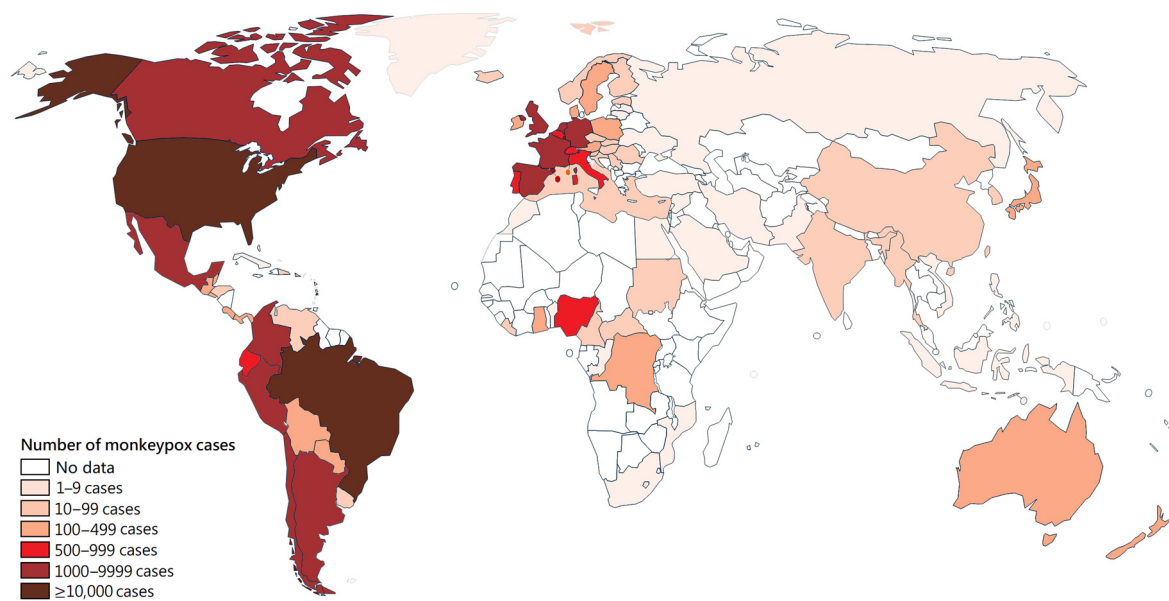 Number of monkeypox cases
No data
1–9 cases
10–99 cases
100–499 cases
500–999 cases
1000–9999 cases
≥10,000 cases